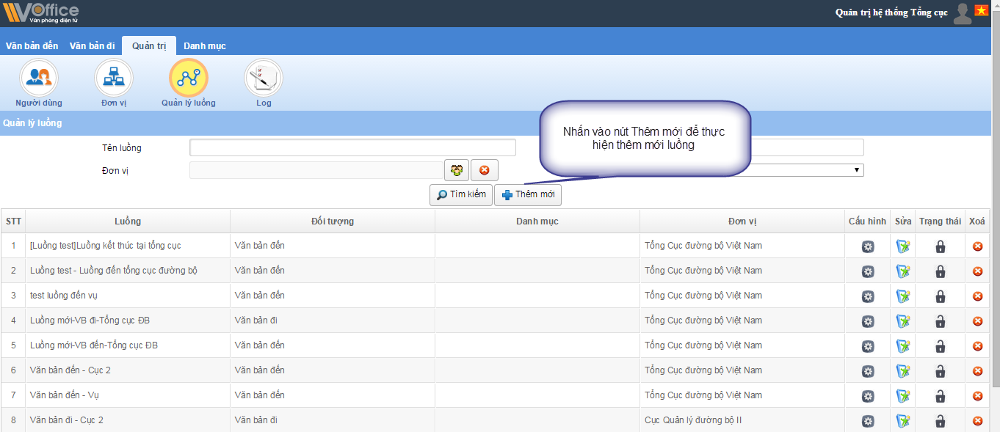 VOffice
Văn phòng điện tử
Quản trị hệ thống Tổng cục
Văn bản đến Văn bản đi Quản trị Danh mục
Người dùng Đơn vị Quản lý luồng Log
Quản lý luồng
Nhấn vào nút Thêm mới để thực
hiện thêm mới luồng
Tên luồng
Đơn vị
Tìm kiếm Thêm mới
STT Luồng Đối tượng Danh mục Đơn vị Cấu hình Sửa Trạng thái Xoá
1 [Luồng test]Luồng kết thúc tại tổng cục Văn bản đến Tổng Cục đường bộ Việt Nam
2 Luồng test - Luồng đến tổng cục đường bộ Văn bản đến Tổng Cục đường bộ Việt Nam
3 test luồng đến vụ Văn bản đến Tổng Cục đường bộ Việt Nam
4 Luồng mới-VB đi-Tổng cục ĐB Văn bản đi Tổng Cục đường bộ Việt Nam
5 Luồng mới-VB đến-Tổng cục ĐB Văn bản đến Tổng Cục đường bộ Việt Nam
6 Văn bản đến - Cục 2 Văn bản đến Tổng Cục đường bộ Việt Nam
7 Văn bản đến - Vụ Văn bản đến Tổng Cục đường bộ Việt Nam
8 Văn bản đi - Cục 2 Văn bản đi Cục Quản lý đường bộ II